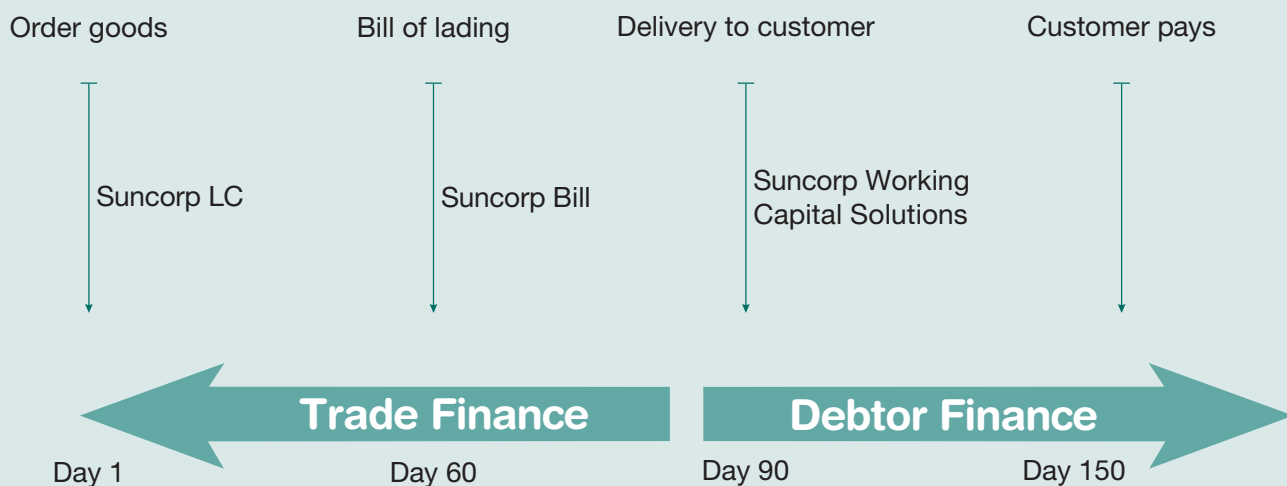 Order goods
Bill of lading
Delivery to customer
Customer pays
Suncorp LC
Suncorp Bill
Suncorp Working
Capital Solutions
Trade Finance
Debtor Finance
Day 1
Day 60
Day 90
Day 150